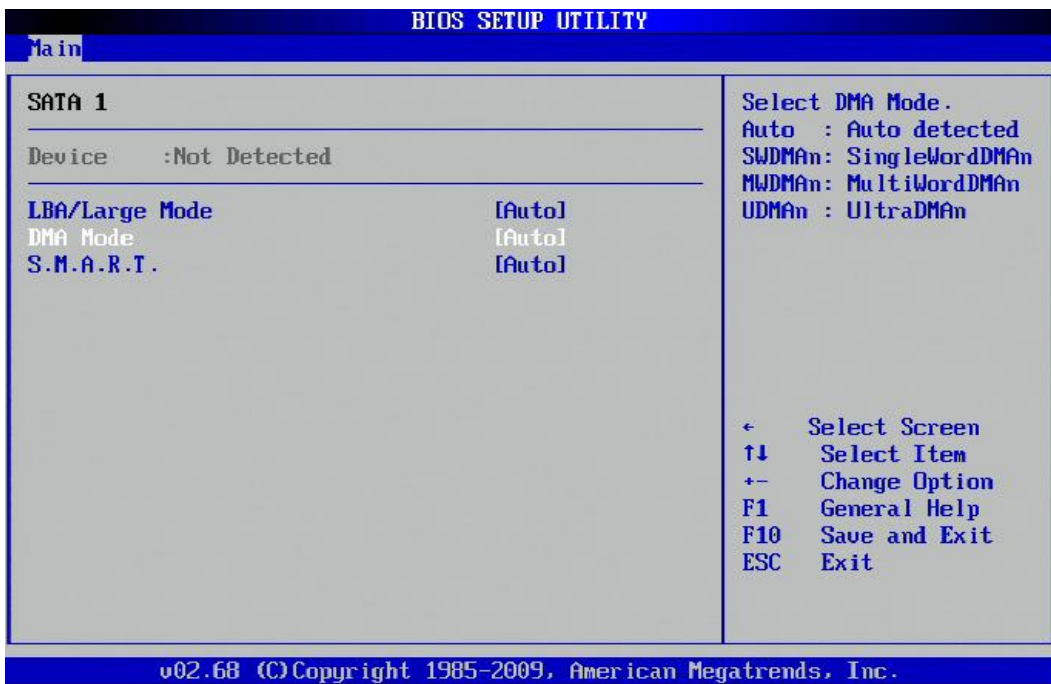 BIOS SETUP UTILITY
Main
SATA 1
Device :Not Detected
LBA/Large Mode [Auto]
DMA Mode [Auto]
S.M.A.R.T. [Auto]
Select DMA Mode.
Auto : Auto detected
SWDMAn: SingleWordDMAn
MWDMAn: MultiWordDMAn
UDMAn : UltraDMAn
← Select Screen
↑↓ Select Item
+- Change Option
F1 General Help
F10 Save and Exit
ESC Exit
v02.68 (C)Copyright 1985-2009, American Megatrends, Inc.